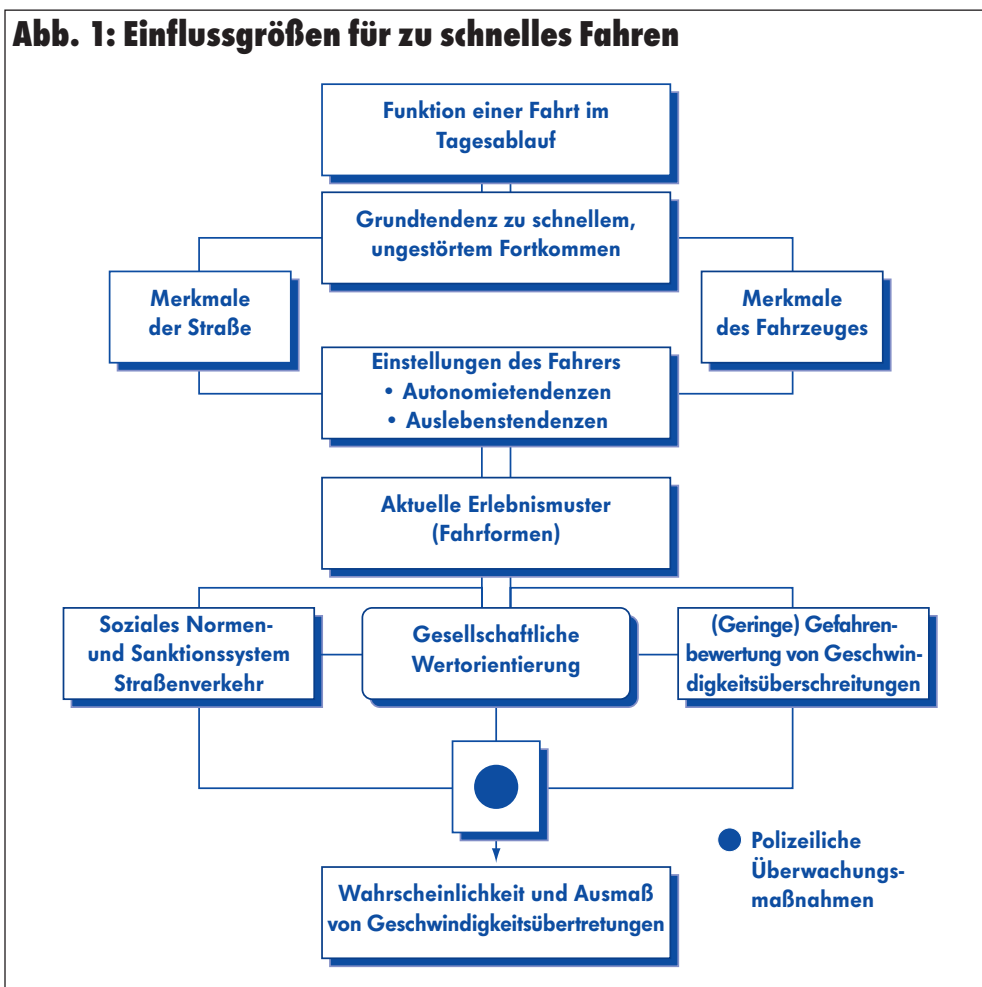 Abb. 1: Einflussgrößen für zu schnelles Fahren
Funktion einer Fahrt im
Tagesablauf
Grundtendenz zu schnellem,
ungestörtem Fortkommen
Merkmale
der Straße
Merkmale
des Fahrzeuges
Einstellungen des Fahrers
• Autonomietendenzen
• Auslebenstendenzen
Aktuelle Erlebnismuster
(Fahrformen)
Soziales Normen-
und Sanktionssystem
Straßenverkehr
Gesellschaftliche
Wertorientierung
(Geringe) Gefahren-
bewertung von Geschwin-
digkeitsüberschreitungen
Polizeiliche
Überwachungs-
maßnahmen
Wahrscheinlichkeit und Ausmaß
von Geschwindigkeitsübertretungen